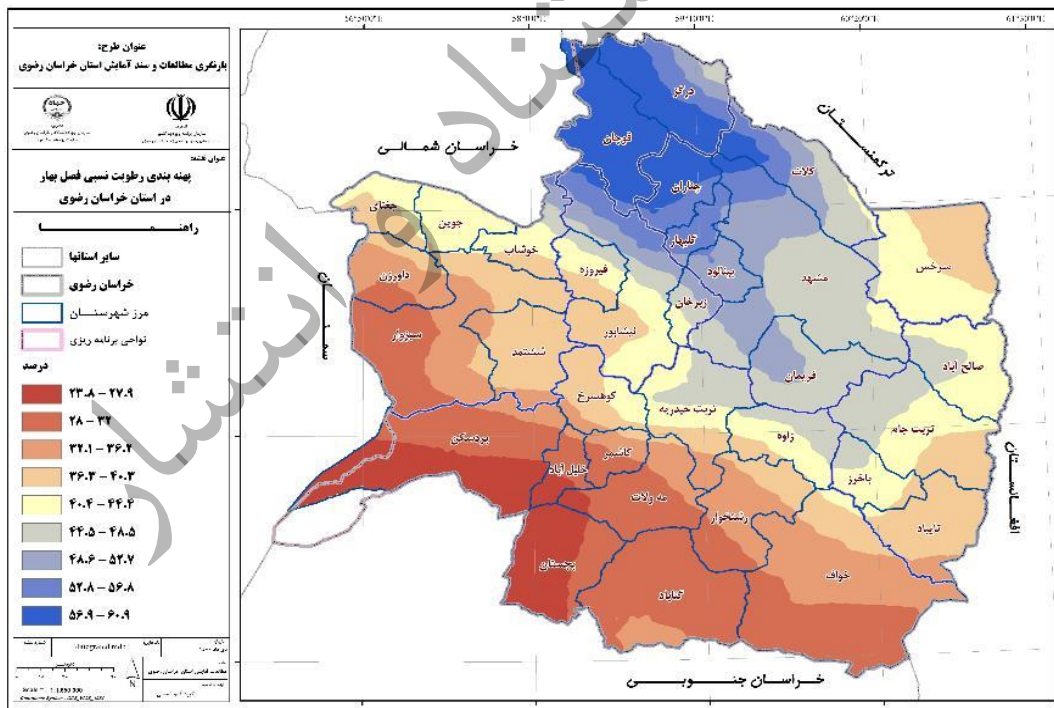 عنوان طرح:
بازنگری مطالعات و سند آمایش استان خراسان رضوی
عنوان نقشه:
پهنه بندی رطوبت نسبی فصل بهار
در استان خراسان رضوی
راهنمــــا
سایر استانها
خراسان رضوی
مرز شهرستان
نواحی برنامه ریزی
درصد
۲۳.۸ – ۲۷.۹
۲۸ – ۳۲
۳۲.۱ – ۳۶.۲
۳۶.۳ – ۴۰.۳
۴۰.۴ – ۴۴.۴
۴۴.۵ – ۴۸.۵
۴۸.۶ – ۵۲.۷
۵۲.۸ – ۵۶.۸
۵۶.۹ – ۶۰.۹
N
خراسان شمالی
ترکمنستان
سمنان
افغانستان
خراسان جنوبی
درگز
قوچان
چناران
کلات
گلبهار
بینالود
مشهد
سرخس
جغتای
جوین
خوشاب
فیروزه
زبرخان
داورزن
سبزوار
ششتمد
نیشابور
فریمان
صالح آباد
کوهسرخ
تربت حیدریه
زاوه
تربت جام
باخرز
بردسکن
خلیل آباد
کاشمر
مه ولات
رشتخوار
تایباد
خواف
بجستان
گناباد